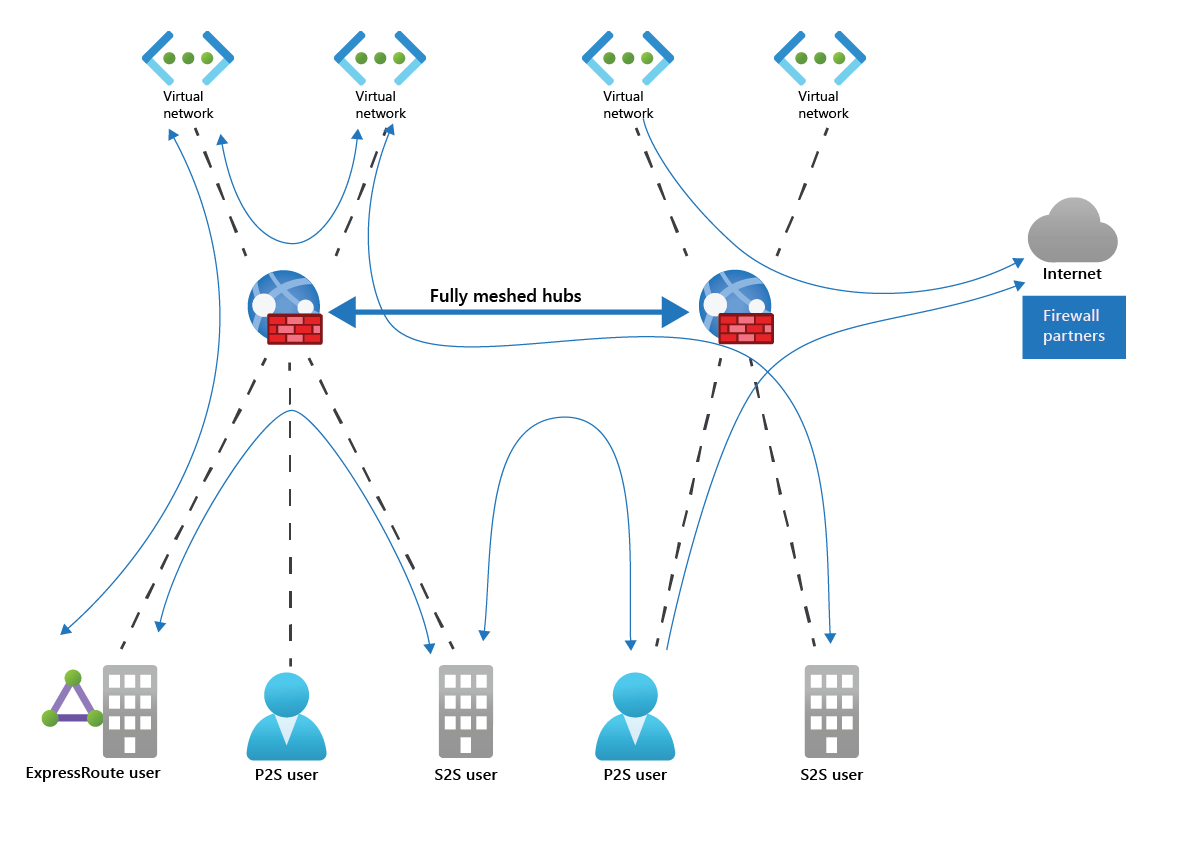 Virtual
network
Virtual
network
Virtual
network
Virtual
network
Internet
Fully meshed hubs
Firewall
partners
ExpressRoute user
P2S user
S2S user
P2S user
S2S user